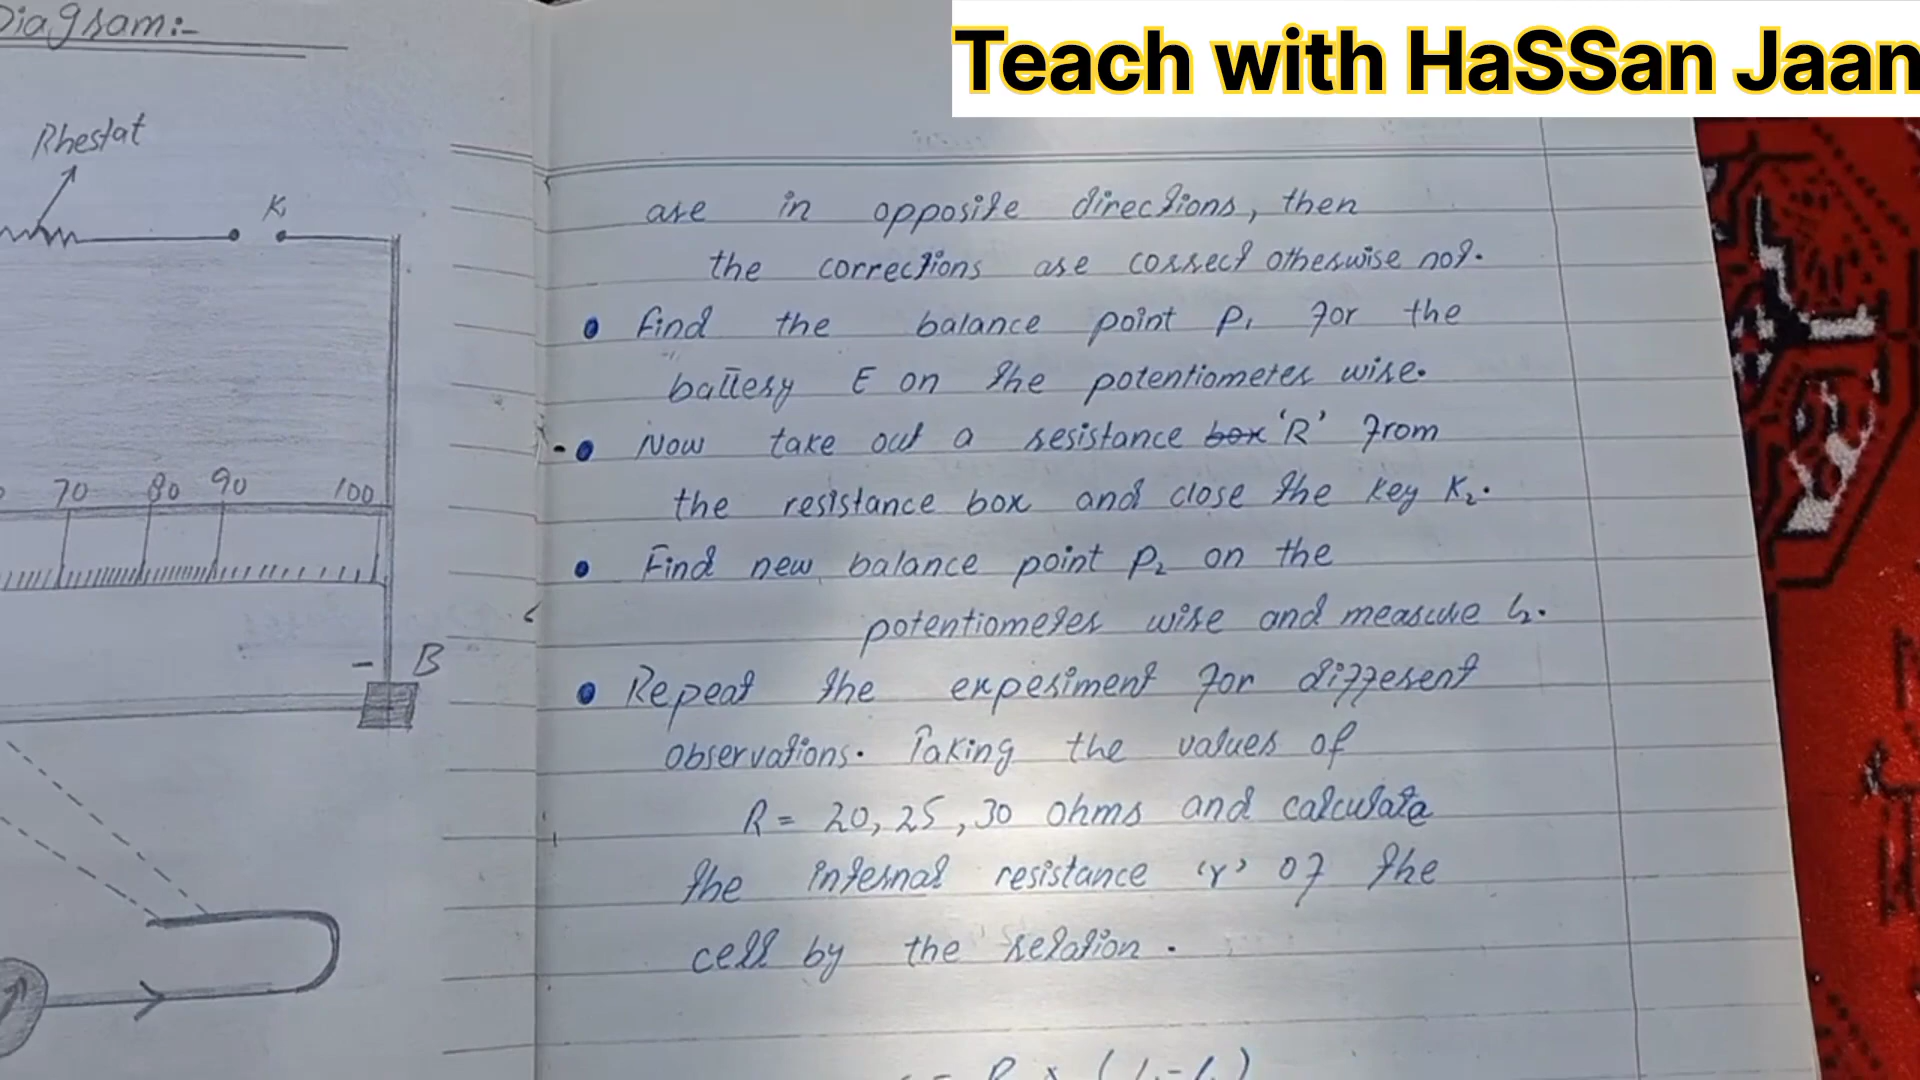 Diagram:-
Teach with HaSSan Jaan
Rhestat
K₁
70 80 90 100
- B
are in opposite directions, then
the corrections are correct otherwise not.
• Find the balance point P₁ for the
battery E on the potentiometer wire.
• Now take out a resistance box 'R' from
the resistance box and close the key K₂.
• Find new balance point P₂ on the
potentiometer wire and measure l₂.
• Repeat the experiment for different
observations. Taking the values of
R = 20, 25, 30 ohms and calculate
the internal resistance 'r' of the
cell by the relation.